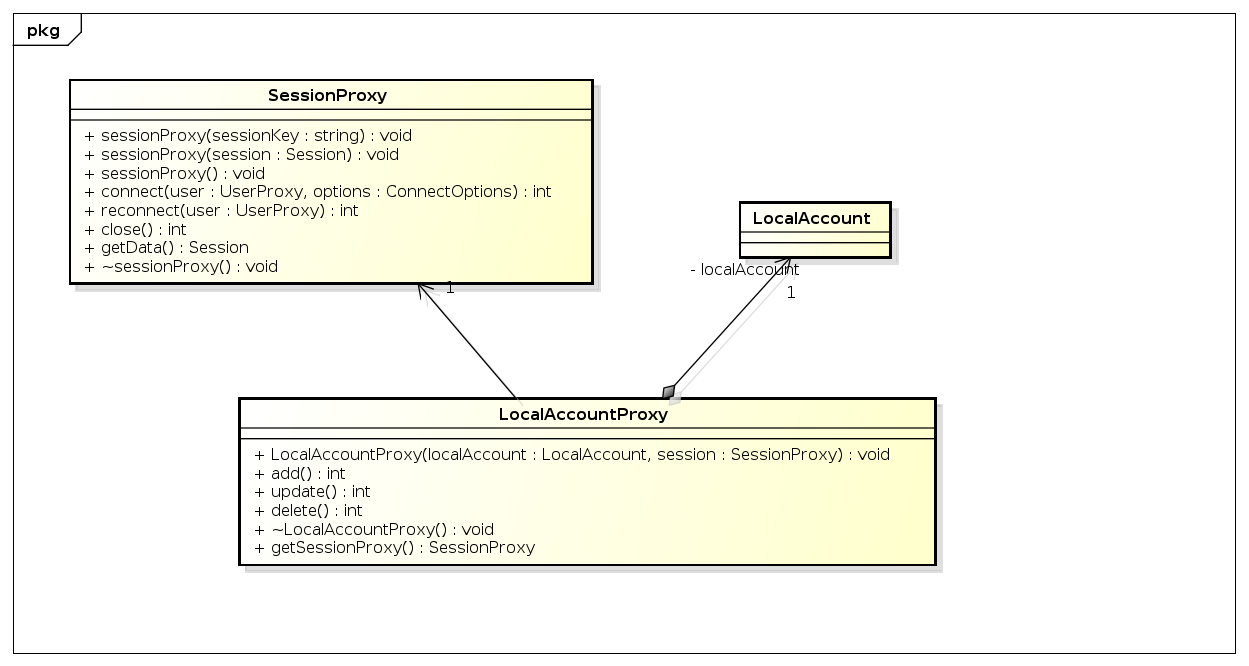 pkg
SessionProxy
+ sessionProxy(sessionKey : string) : void
+ sessionProxy(session : Session) : void
+ sessionProxy() : void
+ connect(user : UserProxy, options : ConnectOptions) : int
+ reconnect(user : UserProxy) : int
+ close() : int
+ getData() : Session
+ ~sessionProxy() : void
1
LocalAccount
- localAccount
1
LocalAccountProxy
+ LocalAccountProxy(localAccount : LocalAccount, session : SessionProxy) : void
+ add() : int
+ update() : int
+ delete() : int
+ ~LocalAccountProxy() : void
+ getSessionProxy() : SessionProxy